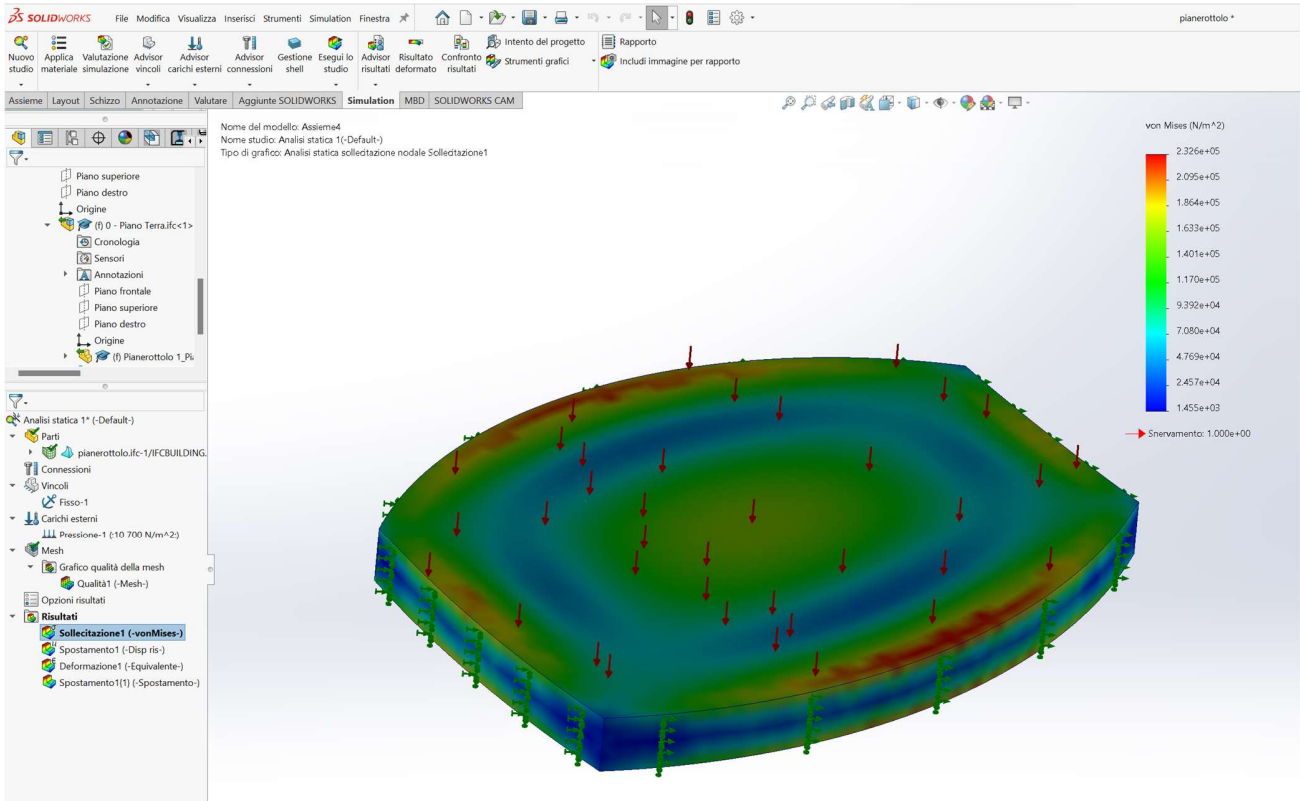 SOLIDWORKS File Modifica Visualizza Inserisci Strumenti Simulation Finestra pianerottolo *
Nuovo studio
Applica materiale
Valutazione simulazione
Advisor vincoli
Advisor carichi esterni
Advisor connessioni
Gestione shell
Esegui lo studio
Advisor risultati
Risultato deformato
Confronto risultati
Intento del progetto
Strumenti grafici
Rapporto
Includi immagine per rapporto
Assieme Layout Schizzo Annotazione Valutare Aggiunte SOLIDWORKS Simulation MBD SOLIDWORKS CAM
Piano superiore
Piano destro
Origine
(f) 0 - Piano Terra.ifc<1>
Cronologia
Sensori
Annotazioni
Piano frontale
Piano superiore
Piano destro
Origine
(f) Pianerottolo 1_Pi
Analisi statica 1* (-Default-)
Parti
pianerottolo.ifc-1/IFCBUILDING.
Connessioni
Vincoli
Fisso-1
Carichi esterni
Pressione-1 (:10 700 N/m^2:)
Mesh
Grafico qualità della mesh
Qualità1 (-Mesh-)
Opzioni risultati
Risultati
Sollecitazione1 (-vonMises-)
Spostamento1 (-Disp ris-)
Deformazione1 (-Equivalente-)
Spostamento1(1) (-Spostamento-)
Nome del modello: Assieme4
Nome studio: Analisi statica 1(-Default-)
Tipo di grafico: Analisi statica sollecitazione nodale Sollecitazione1
von Mises (N/m^2)
2.326e+05
2.095e+05
1.864e+05
1.633e+05
1.401e+05
1.170e+05
9.392e+04
7.080e+04
4.769e+04
2.457e+04
1.455e+03
Snervamento: 1.000e+00